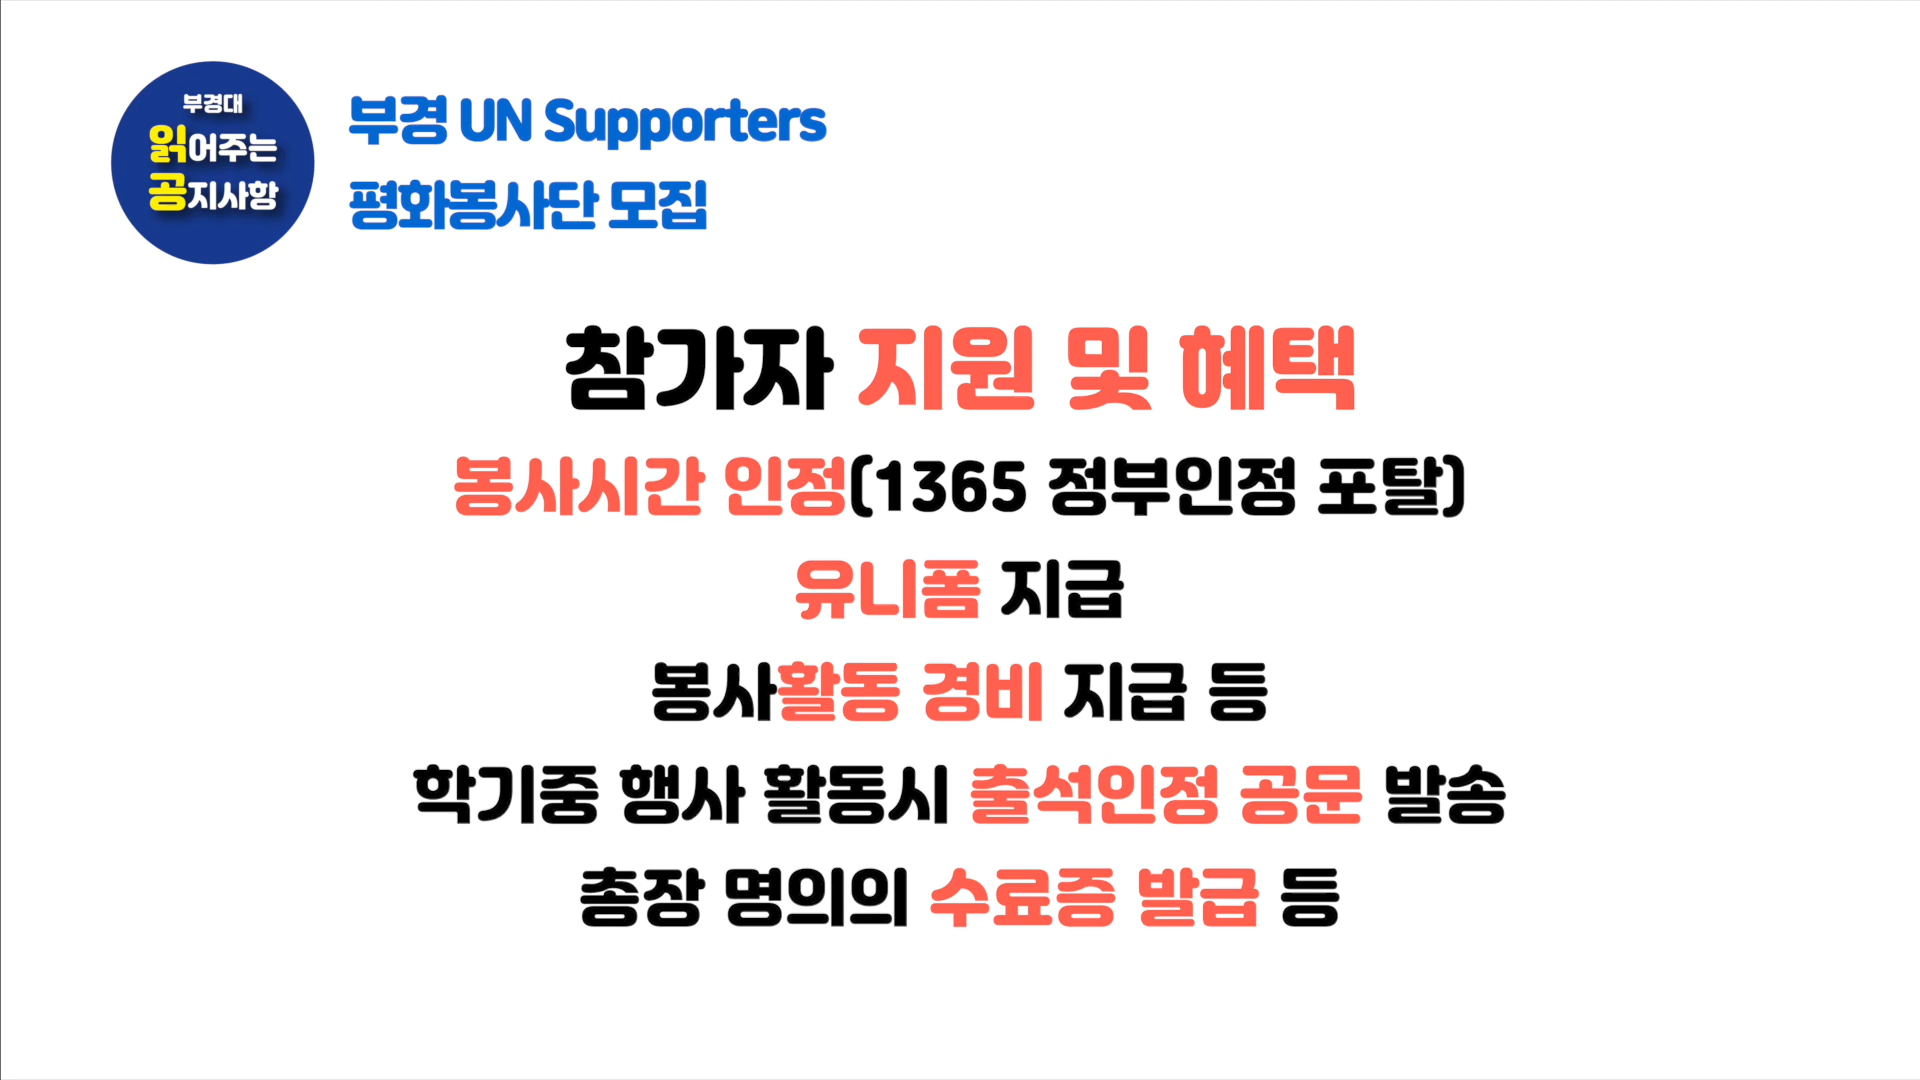 부경대
읽어주는
공지사항
부경 UN Supporters
평화봉사단 모집
참가자 지원 및 혜택
봉사시간 인정(1365 정부인정 포탈)
유니폼 지급
봉사활동 경비 지급 등
학기중 행사 활동시 출석인정 공문 발송
총장 명의의 수료증 발급 등